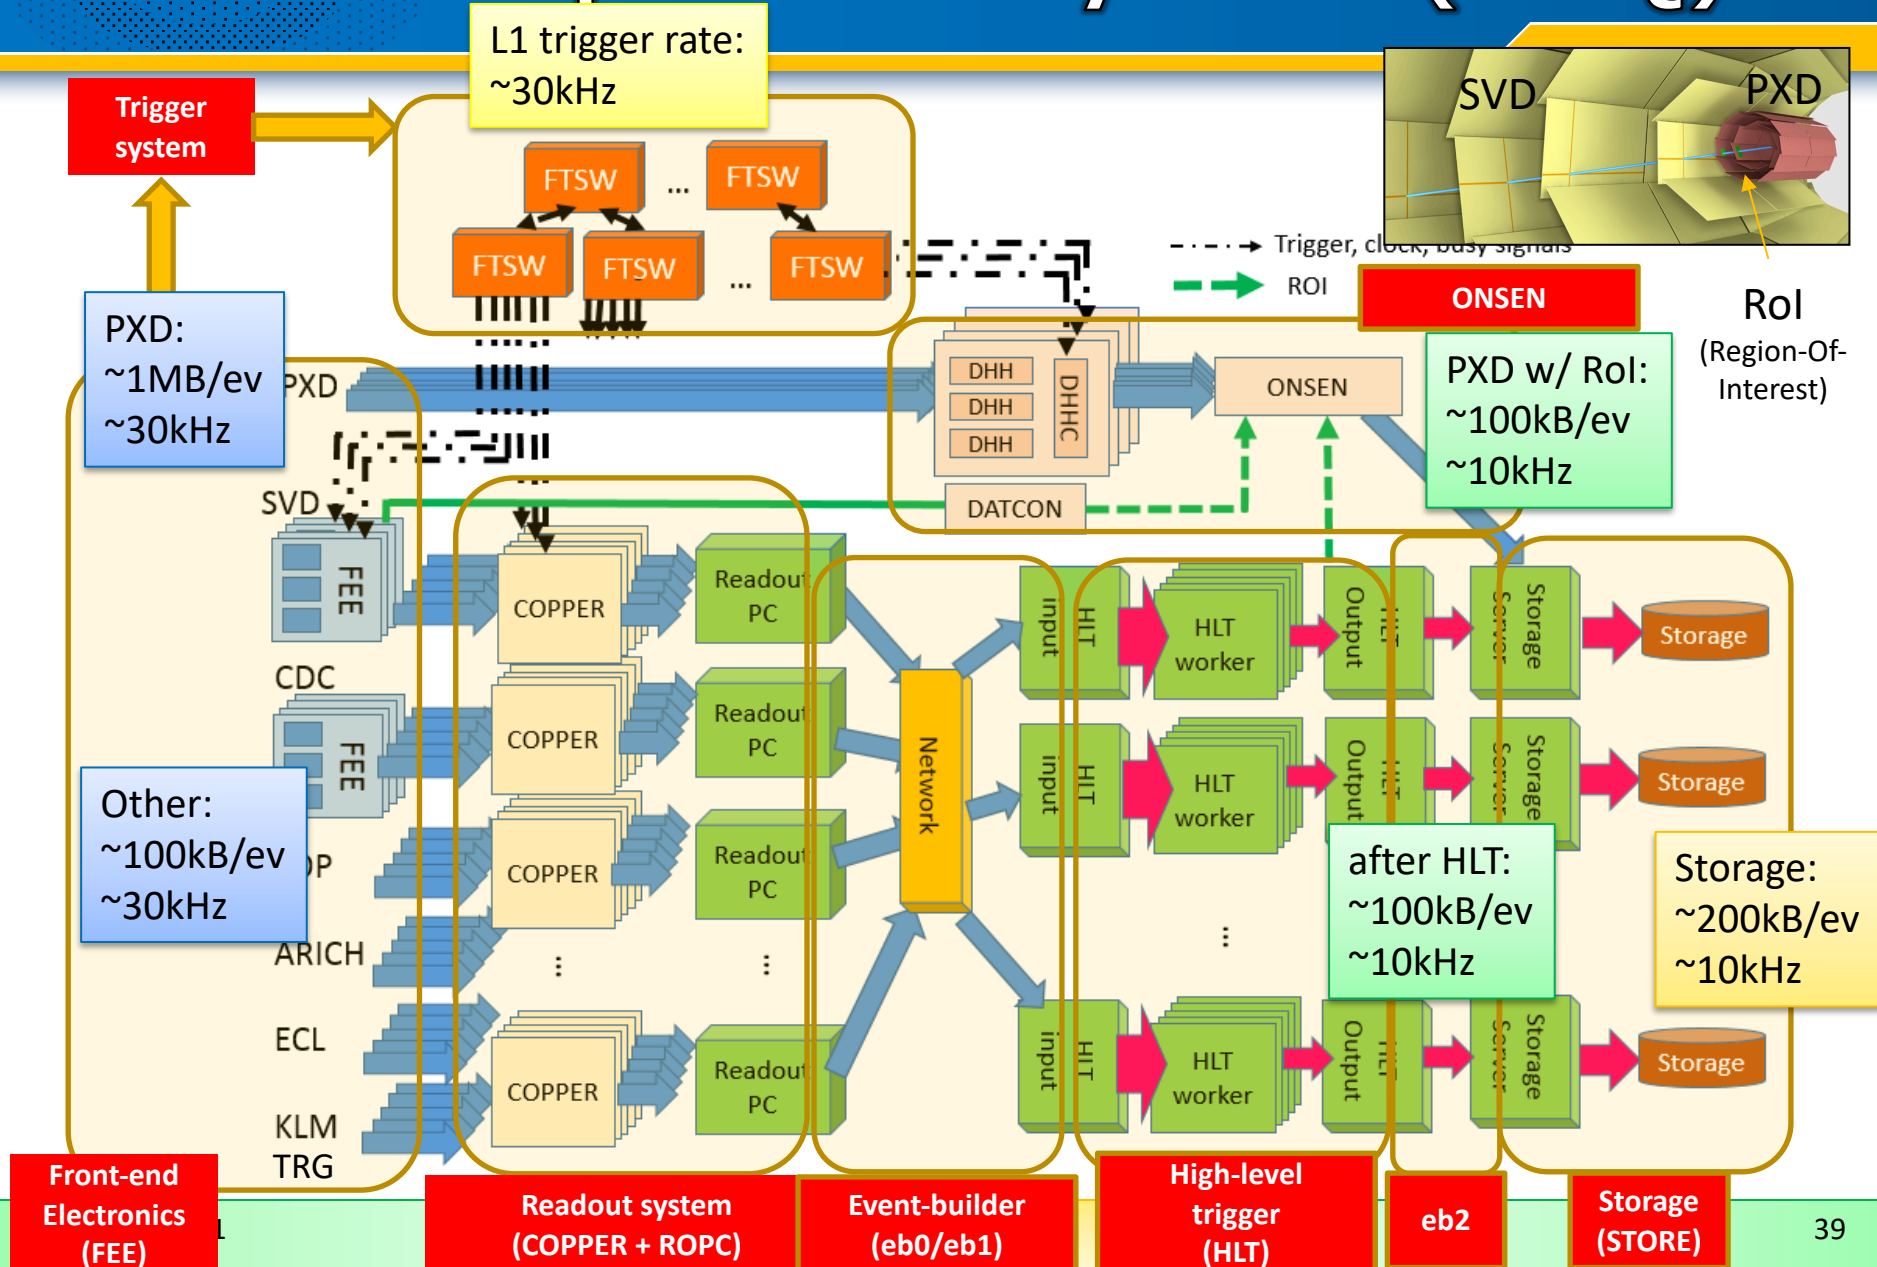 L1 trigger rate:
~30kHz
Trigger
system
FTSW
...
FTSW
FTSW
FTSW
...
FTSW
SVD
PXD
Trigger, clock, busy signals
ROI
ONSEN
RoI
(Region-Of-
Interest)
PXD:
~1MB/ev
~30kHz
PXD
DHH
DHH
DHH
DHHC
ONSEN
PXD w/ RoI:
~100kB/ev
~10kHz
DATCON
SVD
FEE
COPPER
Readout
PC
HLT
input
HLT
worker
HLT
Output
Storage
Server
Storage
CDC
FEE
COPPER
Readout
PC
Network
HLT
input
HLT
worker
HLT
Output
Storage
Server
Storage
Other:
~100kB/ev
~30kHz
OP
COPPER
Readout
PC
after HLT:
~100kB/ev
~10kHz
Storage:
~200kB/ev
~10kHz
ARICH
...
...
...
ECL
KLM
TRG
COPPER
Readout
PC
HLT
input
HLT
worker
HLT
Output
Storage
Server
Storage
Front-end
Electronics
(FEE)
Readout system
(COPPER + ROPC)
Event-builder
(eb0/eb1)
High-level
trigger
(HLT)
eb2
Storage
(STORE)
39